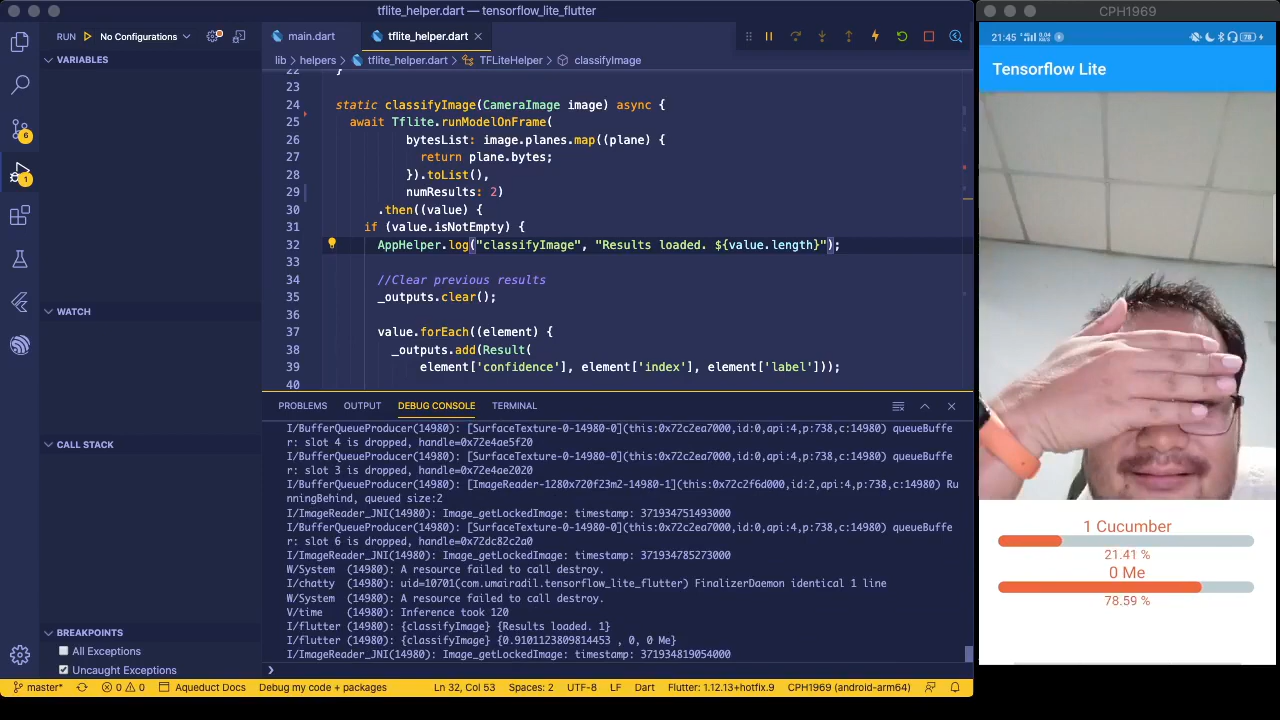 tflite_helper.dart — tensorflow_lite_flutter
RUN No Configurations
main.dart tflite_helper.dart
lib helpers tflite_helper.dart TFLiteHelper classifyImage
VARIABLES
WATCH
CALL STACK
BREAKPOINTS
All Exceptions
Uncaught Exceptions
6
1
22 }
23
24 static classifyImage(CameraImage image) async {
25 await Tflite.runModelOnFrame(
26 bytesList: image.planes.map((plane) {
27 return plane.bytes;
28 }).toList(),
29 numResults: 2)
30 .then((value) {
31 if (value.isNotEmpty) {
32 AppHelper.log("classifyImage", "Results loaded. ${value.length}");
33
34 //Clear previous results
35 _outputs.clear();
36
37 value.forEach((element) {
38 _outputs.add(Result(
39 element['confidence'], element['index'], element['label']));
40
PROBLEMS OUTPUT DEBUG CONSOLE TERMINAL
I/BufferQueueProducer(14980): [SurfaceTexture-0-14980-0](this:0x72c2ea7000,id:0,api:4,p:738,c:14980) queueBuffe
r: slot 4 is dropped, handle=0x72e4ae5f20
I/BufferQueueProducer(14980): [SurfaceTexture-0-14980-0](this:0x72c2ea7000,id:0,api:4,p:738,c:14980) queueBuffe
r: slot 3 is dropped, handle=0x72e4ae2020
I/BufferQueueProducer(14980): [ImageReader-1280x720f23m2-14980-1](this:0x72c2f6d000,id:2,api:4,p:738,c:14980) Ru
nningBehind, queued size:2
I/ImageReader_JNI(14980): Image_getLockedImage: timestamp: 371934751493000
I/BufferQueueProducer(14980): [SurfaceTexture-0-14980-0](this:0x72c2ea7000,id:0,api:4,p:738,c:14980) queueBuffe
r: slot 6 is dropped, handle=0x72dc82c2a0
I/ImageReader_JNI(14980): Image_getLockedImage: timestamp: 371934785273000
W/System (14980): A resource failed to call destroy.
I/chatty (14980): uid=10701(com.umairadil.tensorflow_lite_flutter) FinalizerDaemon identical 1 line
W/System (14980): A resource failed to call destroy.
V/time (14980): Inference took 120
I/flutter (14980): {classifyImage} {Results loaded. 1}
I/flutter (14980): {classifyImage} {0.9101123809814453 , 0, 0 Me}
I/ImageReader_JNI(14980): Image_getLockedImage: timestamp: 371934819054000
master* 0 0 Aqueduct Docs Debug my code + packages Ln 32, Col 53 Spaces: 2 UTF-8 LF Dart Flutter: 1.12.13+hotfix.9 CPH1969 (android-arm64)
CPH1969
21:45
Tensorflow Lite
1 Cucumber
21.41 %
0 Me
78.59 %